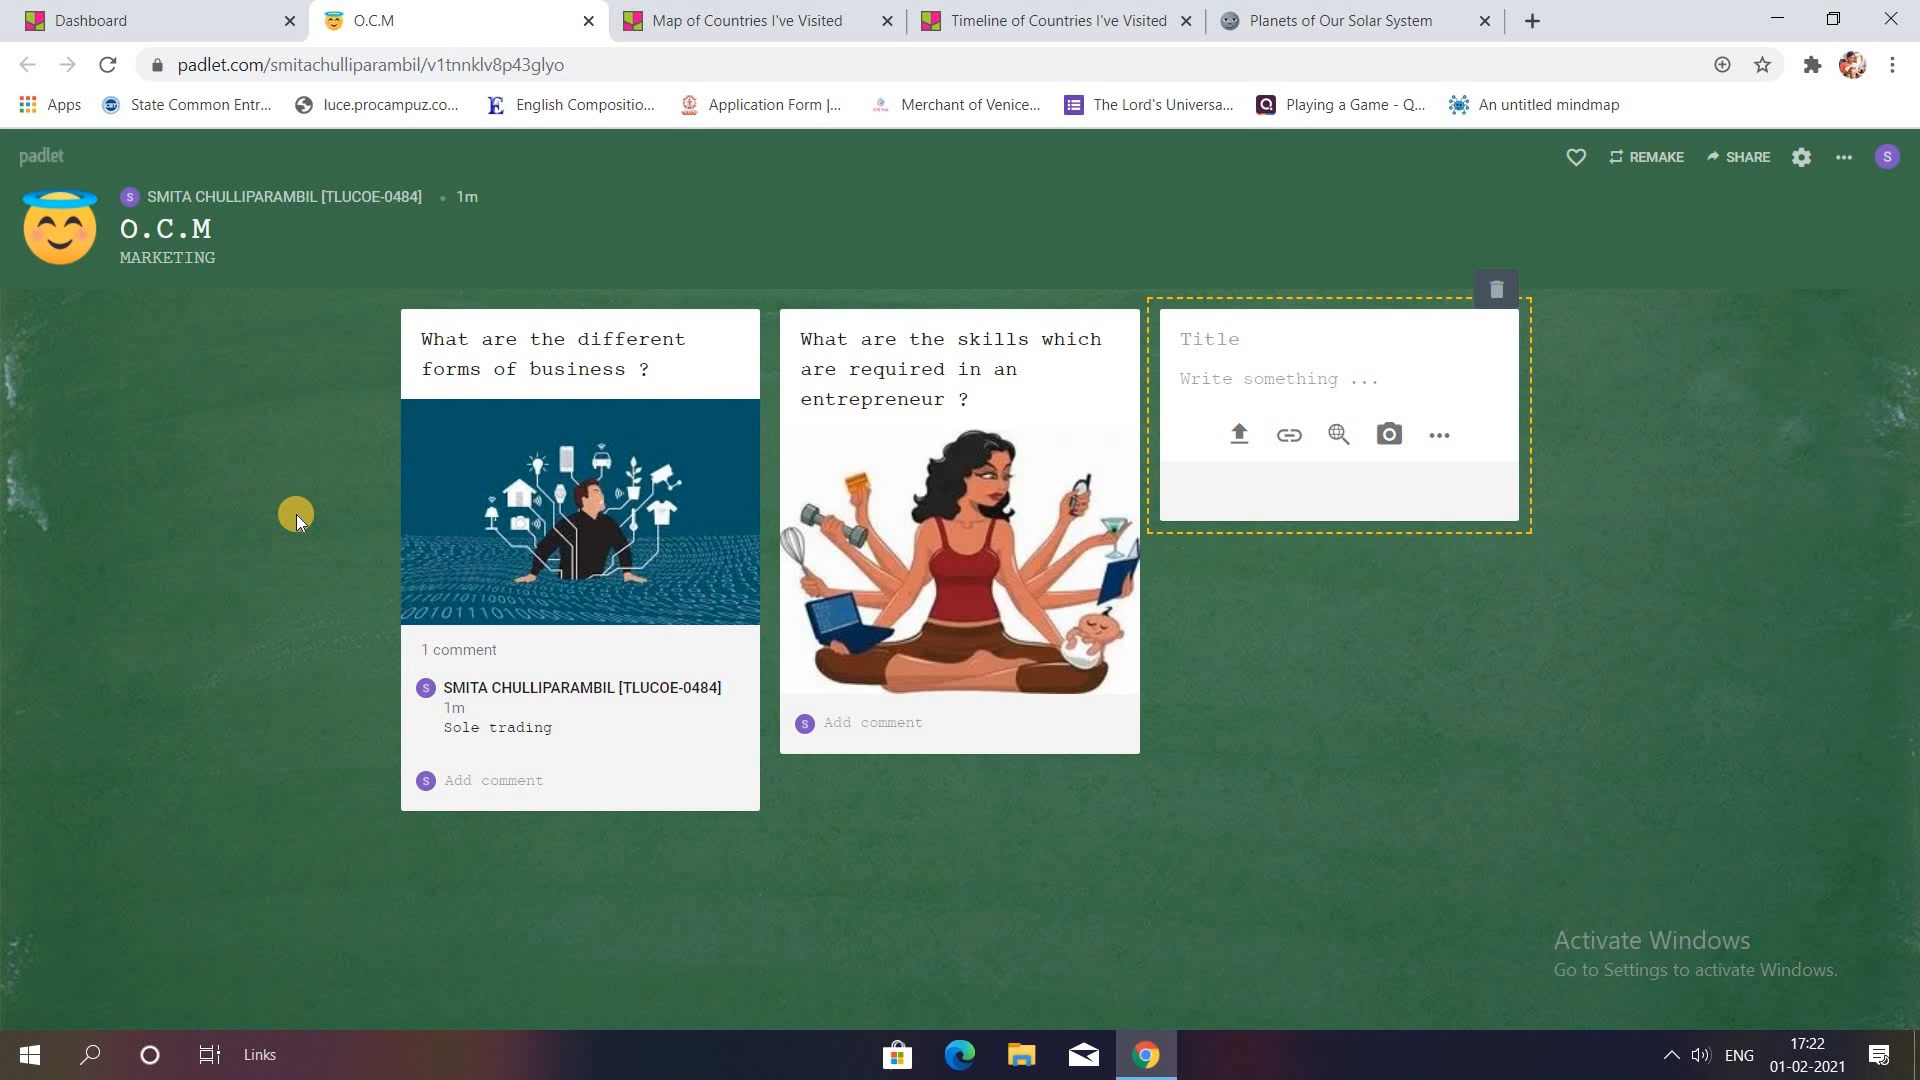 Dashboard
O.C.M
Map of Countries I've Visited
Timeline of Countries I've Visited
Planets of Our Solar System
padlet.com/smitachulliparambil/v1tnnklv8p43glyo
Apps
State Common Entr...
luce.procampuz.co...
English Compositio...
Application Form |...
Merchant of Venice...
The Lord's Universa...
Playing a Game - Q...
An untitled mindmap
padlet
REMAKE
SHARE
S
S SMITA CHULLIPARAMBIL [TLUCOE-0484] • 1m
O.C.M
MARKETING
What are the different
forms of business ?
1 comment
S SMITA CHULLIPARAMBIL [TLUCOE-0484]
1m
Sole trading
S Add comment
What are the skills which
are required in an
entrepreneur ?
S Add comment
Title
Write something ...
Activate Windows
Go to Settings to activate Windows.
Links
ENG
17:22
01-02-2021